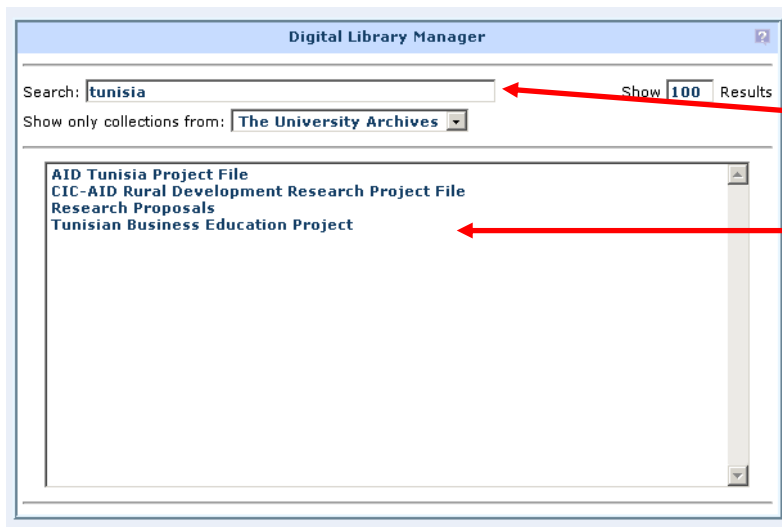 Digital Library Manager
Search: tunisia Show 100 Results
Show only collections from: The University Archives
AID Tunisia Project File
CIC-AID Rural Development Research Project File
Research Proposals
Tunisian Business Education Project